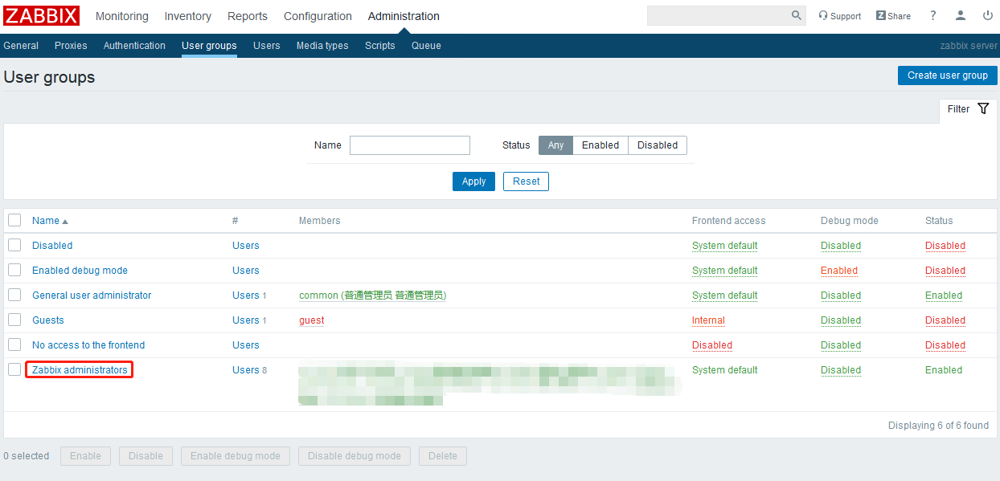 ZABBIX Monitoring Inventory Reports Configuration Administration Z Support Share ?
General Proxies Authentication User groups Users Media types Scripts Queue zabbix server
User groups Create user group
Filter
Name Status Any Enabled Disabled
Apply Reset
Name # Members Frontend access Debug mode Status
Disabled Users System default Disabled Disabled
Enabled debug mode Users System default Enabled Disabled
General user administrator Users 1 common (普通管理员 普通管理员) System default Disabled Enabled
Guests Users 1 guest Internal Disabled Disabled
No access to the frontend Users Disabled Disabled Disabled
Zabbix administrators Users 8 System default Disabled Enabled
Displaying 6 of 6 found
0 selected Enable Disable Enable debug mode Disable debug mode Delete